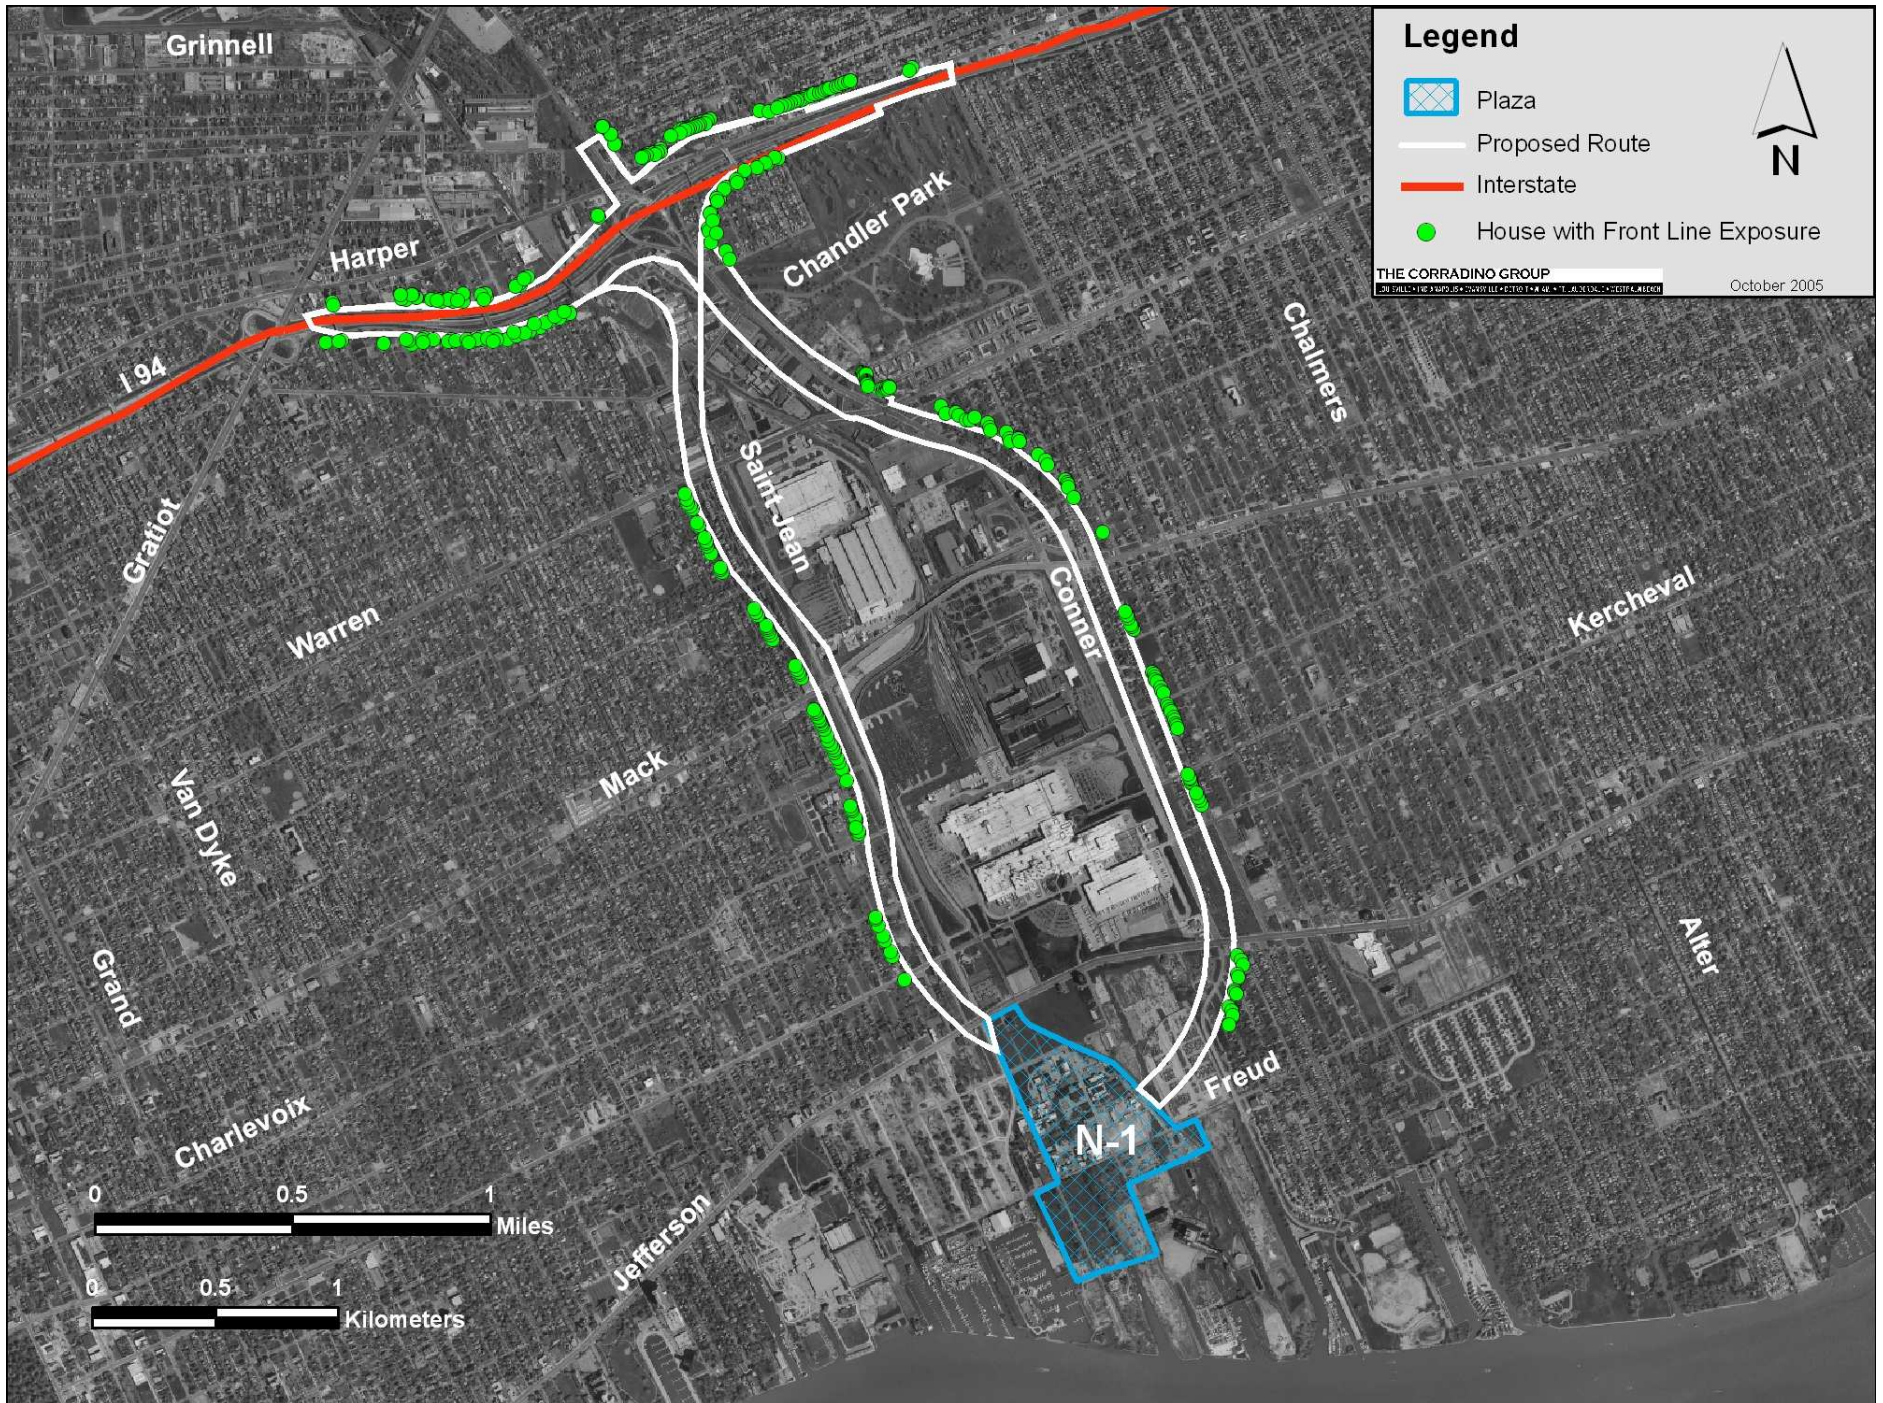 Legend
Plaza
Proposed Route
Interstate
House with Front Line Exposure
N
THE CORRADINO GROUP
October 2005
Grinnell
Harper
Chandler Park
I 94
Chalmers
Gratiot
Saint Jean
Warren
Conner
Kercheval
Mack
Van Dyke
Grand
Alter
Freud
Charlevoix
N-1
Jefferson
0 0.5 1
Miles
0 0.5 1
Kilometers